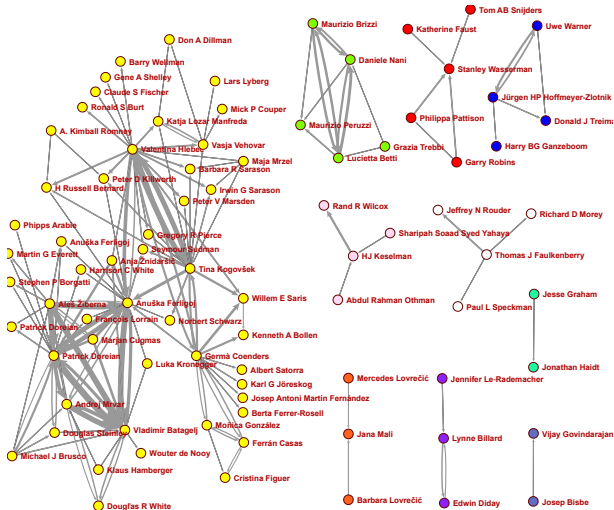 Tom AB Snijders
Maurizio Brizzi
Katherine Faust
Uwe Warner
Don A Dillman
Daniele Nani
Barry Wellman
Stanley Wasserman
Gene A Shelley
Lars Lyberg
Claude S Fischer
Jürgen HP Hoffmeyer-Zlotnik
Ronald S Burt
Mick P Couper
Katja Lozar Manfreda
Maurizio Peruzzi
Philippa Pattison
Donald J Treima
A. Kimball Romney
Valentina Hlebec
Vasja Vehovar
Grazia Trebbi
Harry BG Ganzeboom
Lucietta Betti
Garry Robins
Maja Mrzel
Barbara R Sarason
Peter D Killworth
H Russell Bernard
Irwin G Sarason
Peter V Marsden
Rand R Wilcox
Jeffrey N Rouder
Richard D Morey
Phipps Arabie
Sharipah Soaad Syed Yahaya
Gregory R Pierce
Anuška Ferligoj
Seymour Sudman
Martin G Everett
HJ Keselman
Thomas J Faulkenberry
Anja Žnidaršič
Harrison C White
Tina Kogovšek
Stephen P Borgatti
Jesse Graham
Willem E Saris
Abdul Rahman Othman
Aleš Žiberna
Anuška Ferligoj
Paul L Speckman
François Lorrain
Norbert Schwarz
Patrick Doreian
Kenneth A Bollen
Marjan Cugmas
Patrick Doreian
Germà Coenders
Luka Kronegger
Jonathan Haidt
Albert Satorra
Karl G Jöreskog
Mercedes Lovrečić
Jennifer Le-Rademacher
Josep Antoni Martin Fernández
Andrej Mrvar
Berta Ferrer-Rosell
Monica González
Vladimir Batagelj
Douglas Steinley
Jana Mali
Lynne Billard
Vijay Govindarajan
Ferrán Casas
Wouter de Nooy
Michael J Brusco
Klaus Hamberger
Cristina Figuer
Barbara Lovrečić
Edwin Diday
Josep Bisbe
Douglas R White